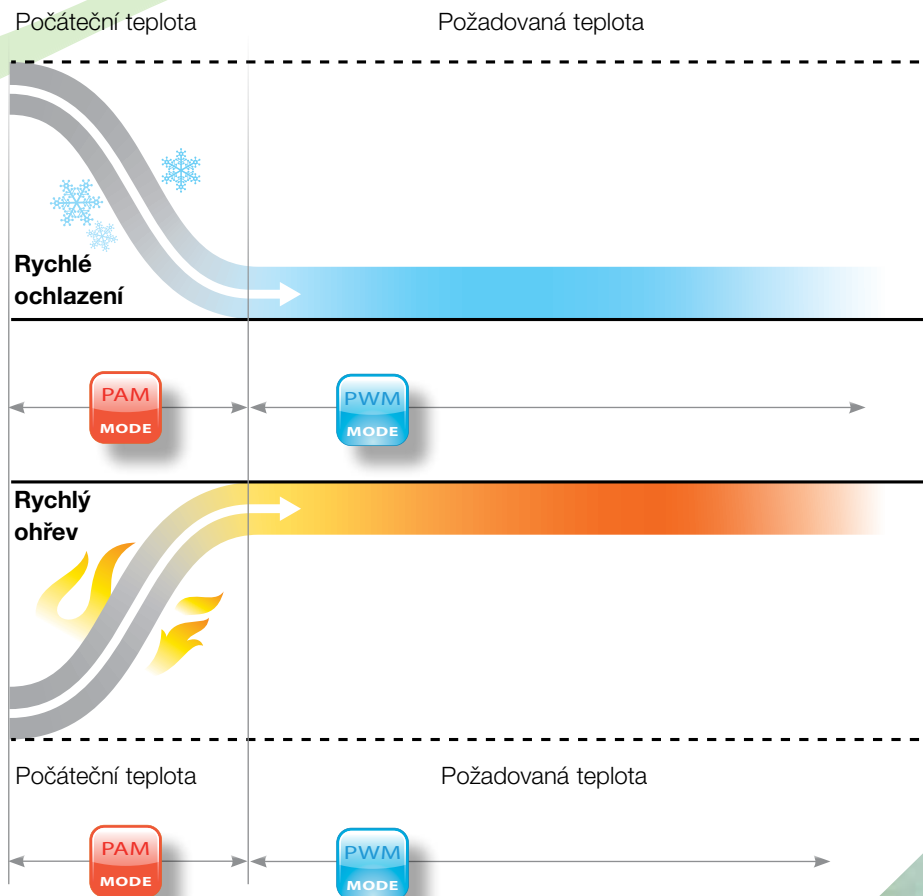 Počáteční teplota
Požadovaná teplota
Rychlé
ochlazení
PAM
MODE
PWM
MODE
Rychlý
ohřev
Počáteční teplota
Požadovaná teplota
PAM
MODE
PWM
MODE